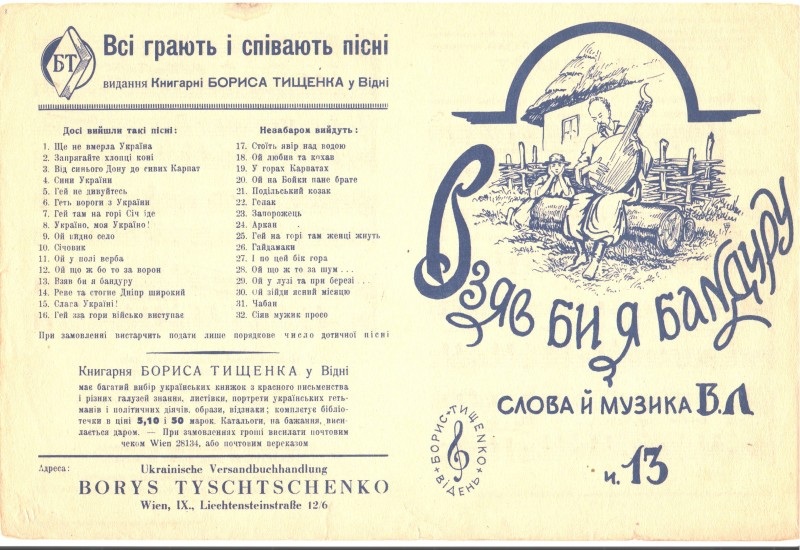 БТ
Всі грають і співають пісні
видання Книгарні БОРИСА ТИЩЕНКА у Відні
Досі вийшли такі пісні:
1. Ще не вмерла Україна
2. Запрягайте хлопці коні
3. Від синього Дону до сивих Карпат
4. Сини України
5. Гей не дивуйтесь
6. Геть вороги з України
7. Гей там на горі Січ іде
8. Україно, моя Україно!
9. Ой видно село
10. Січовик
11. Ой у полі верба
12. Ой що ж бо то за ворон
13. Взяв би я бандуру
14. Реве та стогне Дніпр широкий
15. Слава Україні!
16. Гей зза гори військо виступає
Незабаром вийдуть:
17. Стоїть явір над водою
18. Ой любив та кохав
19. У горах Карпатах
20. Ой на Бойки пане брате
21. Подільський козак
22. Гопак
23. Запорожець
24. Аркан
25. Гей на горі там женці жнуть
26. Гайдамаки
27. І по цей бік гора
28. Ой що ж то за шум . . .
29. Ой у лузі та при березі . . .
30. Ой зійди ясний місяцю
31. Чабан
32. Сіяв мужик просо
При замовленні вистарчить подати лише порядкове число дотичної пісні
Книгарня БОРИСА ТИЩЕНКА у Відні
має багатий вибір українських книжок з красного письменства
і різних галузей знання, листівки, портрети українських геть-
манів і політичних діячів, образи, відзнаки; комплєтує бібліо-
течки в ціні 5,10 і 50 марок. Катальоги, на бажання, виси-
лається даром. — При замовленнях гроші висилати почтовим
чеком Wien 28134, або почтовим переказом
Адреса:
Ukrainische Versandbuchhandlung
BORYS TYSCHTSCHENKO
Wien, IX., Liechtensteinstraße 12/6
Взяв би я бандуру
СЛОВА Й МУЗИКА В.Л
БОРИС•ТИЩЕНКО•ВІДЕНЬ
ч. 13